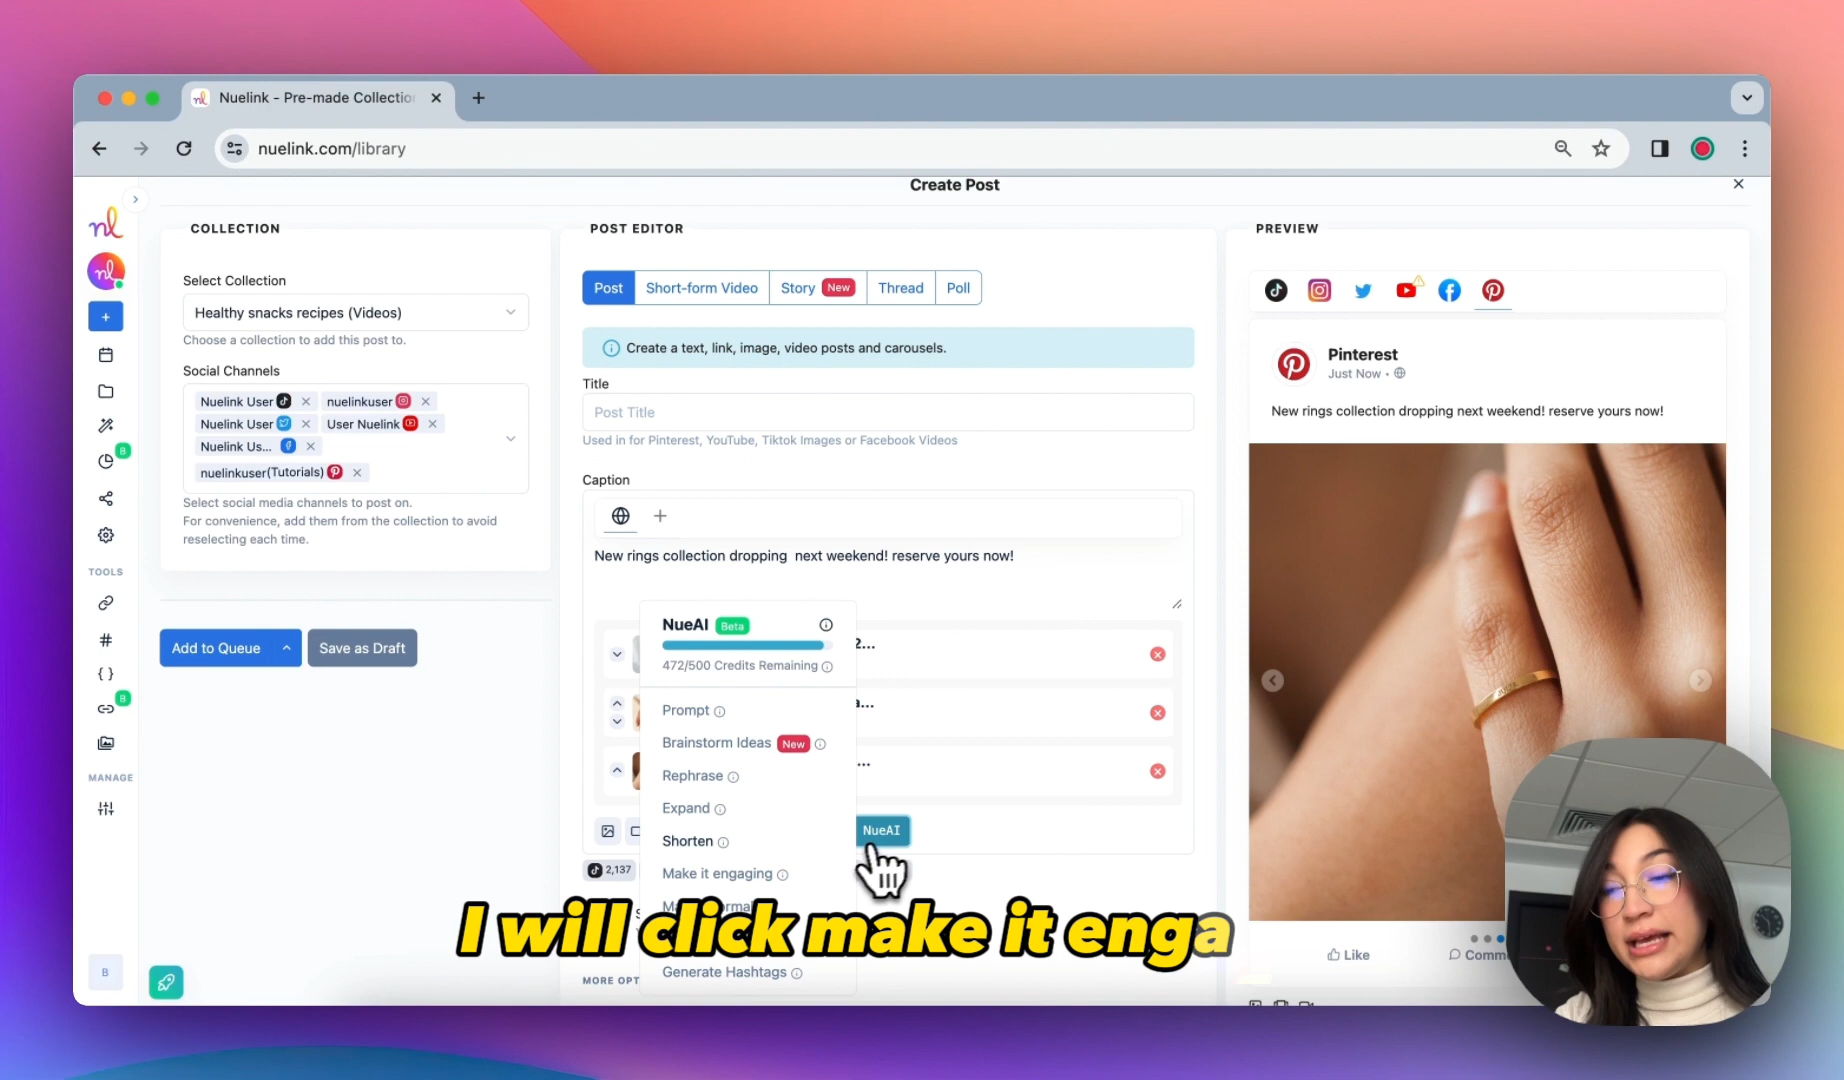 Nuelink - Pre-made Collection
nuelink.com/library
Create Post
nl
nl
+
B
TOOLS
B
MANAGE
B
COLLECTION
Select Collection
Healthy snacks recipes (Videos)
Choose a collection to add this post to.
Social Channels
Nuelink User
nuelinkuser
Nuelink User
User Nuelink
Nuelink Us...
nuelinkuser(Tutorials)
Select social media channels to post on.
For convenience, add them from the collection to avoid
reselecting each time.
Add to Queue
Save as Draft
POST EDITOR
Post
Short-form Video
Story New
Thread
Poll
Create a text, link, image, video posts and carousels.
Title
Post Title
Used in for Pinterest, YouTube, Tiktok Images or Facebook Videos
Caption
New rings collection dropping next weekend! reserve yours now!
NueAI Beta
472/500 Credits Remaining
Prompt
Brainstorm Ideas New
Rephrase
Expand
Shorten
Make it engaging
Generate Hashtags
2...
a...
...
NueAI
2,137
MORE OPT
I will click make it enga
PREVIEW
Pinterest
Just Now
New rings collection dropping next weekend! reserve yours now!
Like